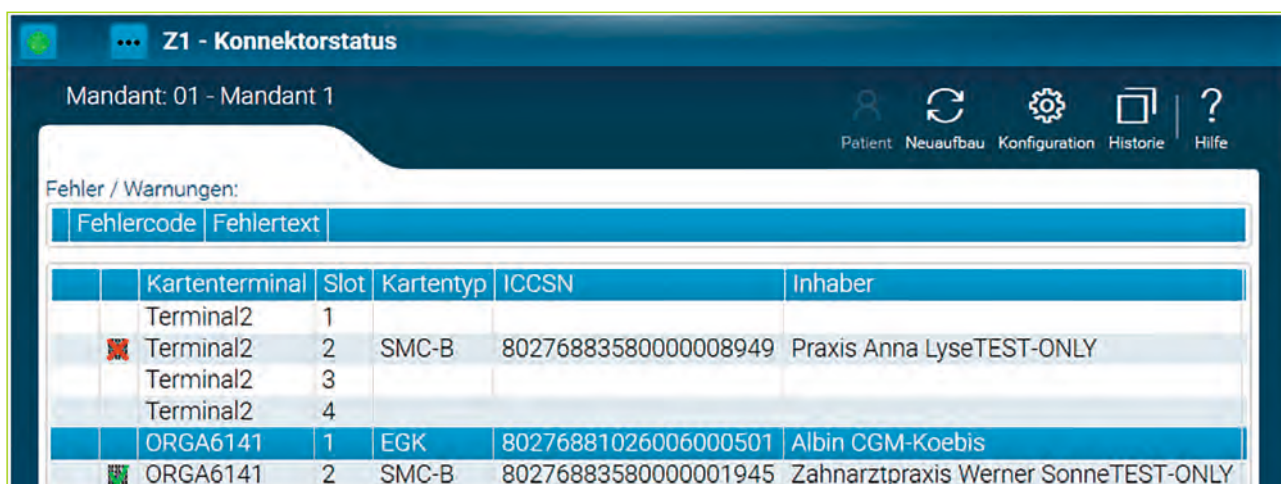 Z1 - Konnektorstatus
Mandant: 01 - Mandant 1
Patient Neuaufbau Konfiguration Historie Hilfe
Fehler / Warnungen:
Fehlercode Fehlertext
Kartenterminal Slot Kartentyp ICCSN Inhaber
Terminal2 1
Terminal2 2 SMC-B 80276883580000008949 Praxis Anna LyseTEST-ONLY
Terminal2 3
Terminal2 4
ORGA6141 1 EGK 80276881026006000501 Albin CGM-Koebis
ORGA6141 2 SMC-B 80276883580000001945 Zahnarztpraxis Werner SonneTEST-ONLY